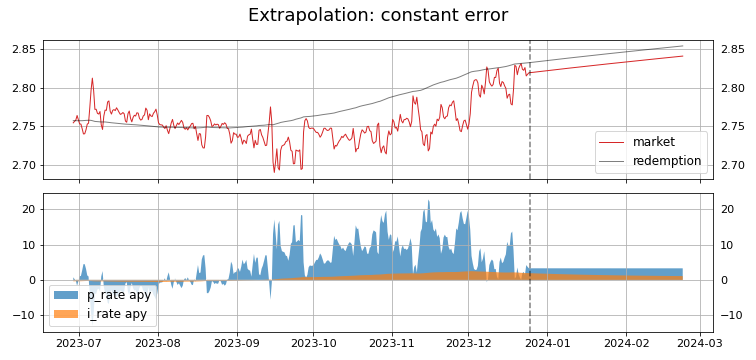 Extrapolation: constant error
2.85
2.80
2.75
2.70
2.85
2.80
2.75
2.70
market
redemption
20
10
0
−10
20
10
0
−10
p_rate apy
i_rate apy
2023-07 2023-08 2023-09 2023-10 2023-11 2023-12 2024-01 2024-02 2024-03